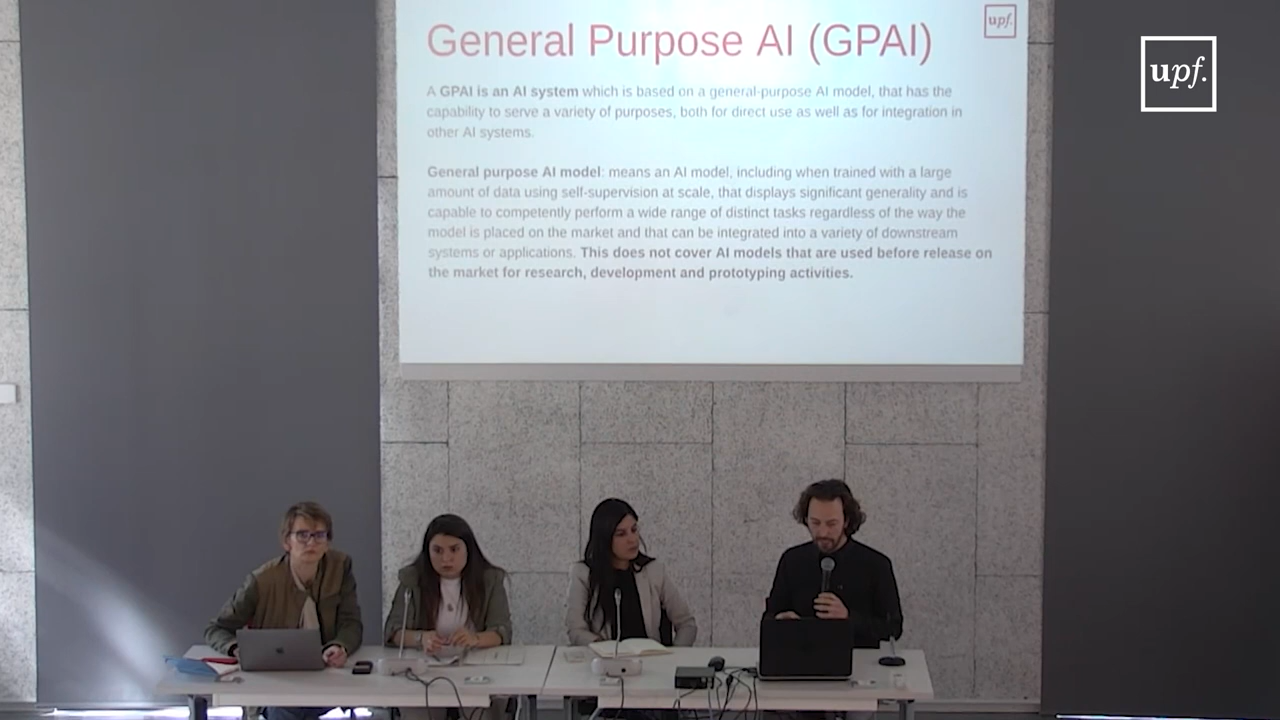 General Purpose AI (GPAI)
upf.
upf.
A GPAI is an AI system which is based on a general-purpose AI model, that has the
capability to serve a variety of purposes, both for direct use as well as for integration in
other AI systems.
General purpose AI model: means an AI model, including when trained with a large
amount of data using self-supervision at scale, that displays significant generality and is
capable to competently perform a wide range of distinct tasks regardless of the way the
model is placed on the market and that can be integrated into a variety of downstream
systems or applications. This does not cover AI models that are used before release on
the market for research, development and prototyping activities.